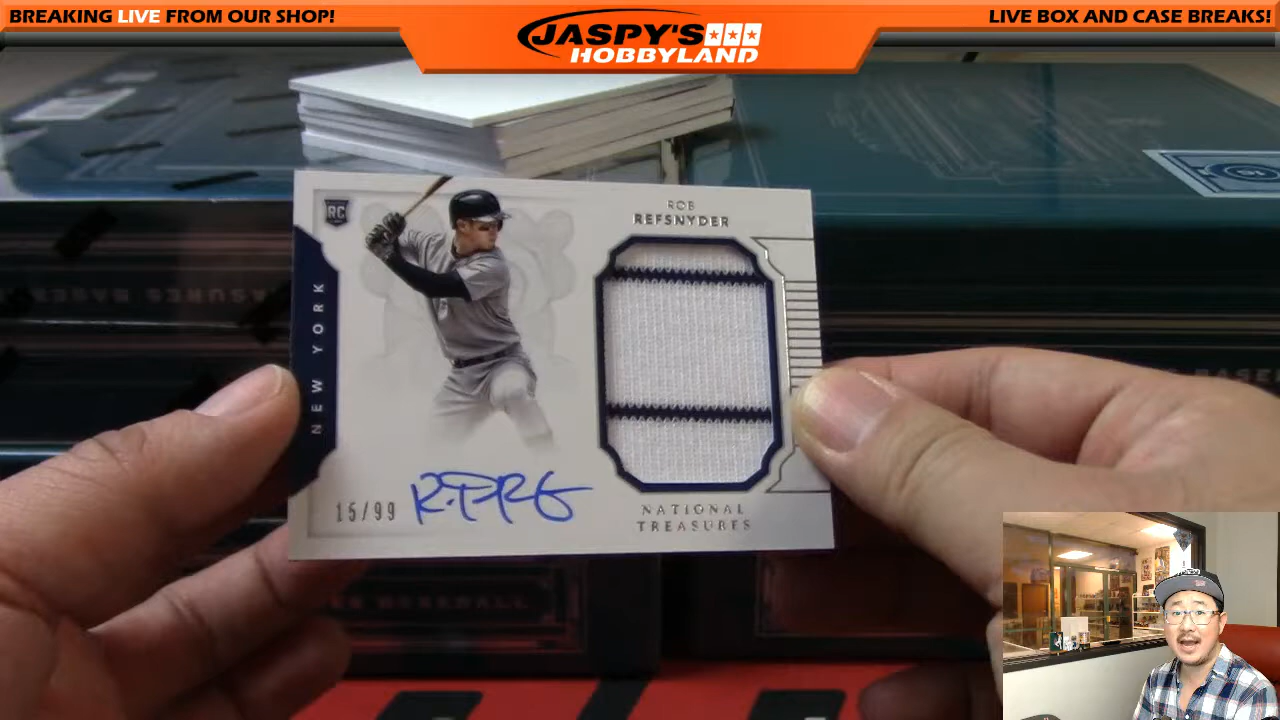 BREAKING LIVE FROM OUR SHOP!
JASPY'S
HOBBYLAND
LIVE BOX AND CASE BREAKS!
RC
NEW YORK
ROB
REFSNYDER
15/99
NATIONAL
TREASURES